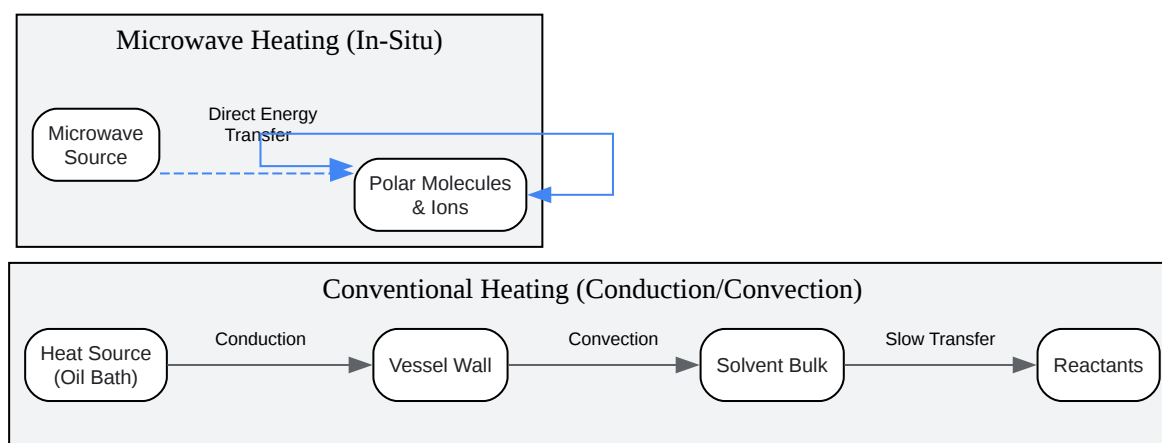 Microwave Heating (In-Situ)
Microwave
Source
Direct Energy
Transfer
Polar Molecules
& Ions
Conventional Heating (Conduction/Convection)
Heat Source
(Oil Bath)
Conduction
Vessel Wall
Convection
Solvent Bulk
Slow Transfer
Reactants